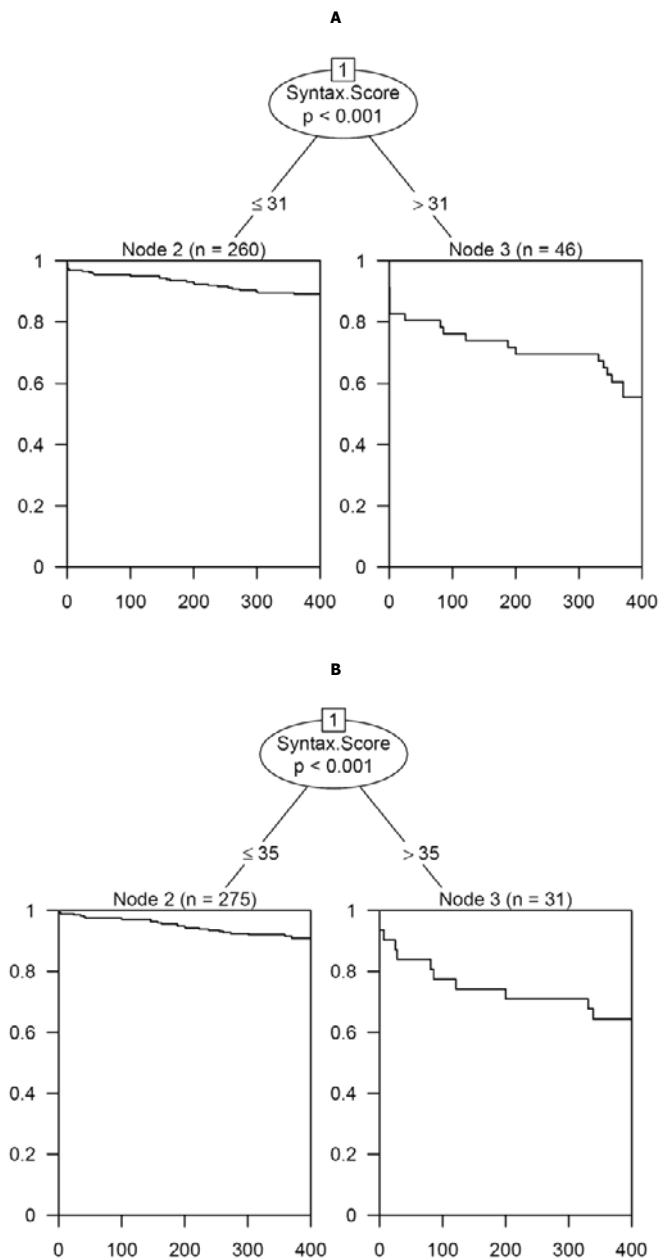 A
1
Syntax.Score
p < 0.001
≤ 31
> 31
Node 2 (n = 260)
Node 3 (n = 46)
1
0.8
0.6
0.4
0.2
0
0 100 200 300 400
1
0.8
0.6
0.4
0.2
0
0 100 200 300 400
B
1
Syntax.Score
p < 0.001
≤ 35
> 35
Node 2 (n = 275)
Node 3 (n = 31)
1
0.8
0.6
0.4
0.2
0
0 100 200 300 400
1
0.8
0.6
0.4
0.2
0
0 100 200 300 400